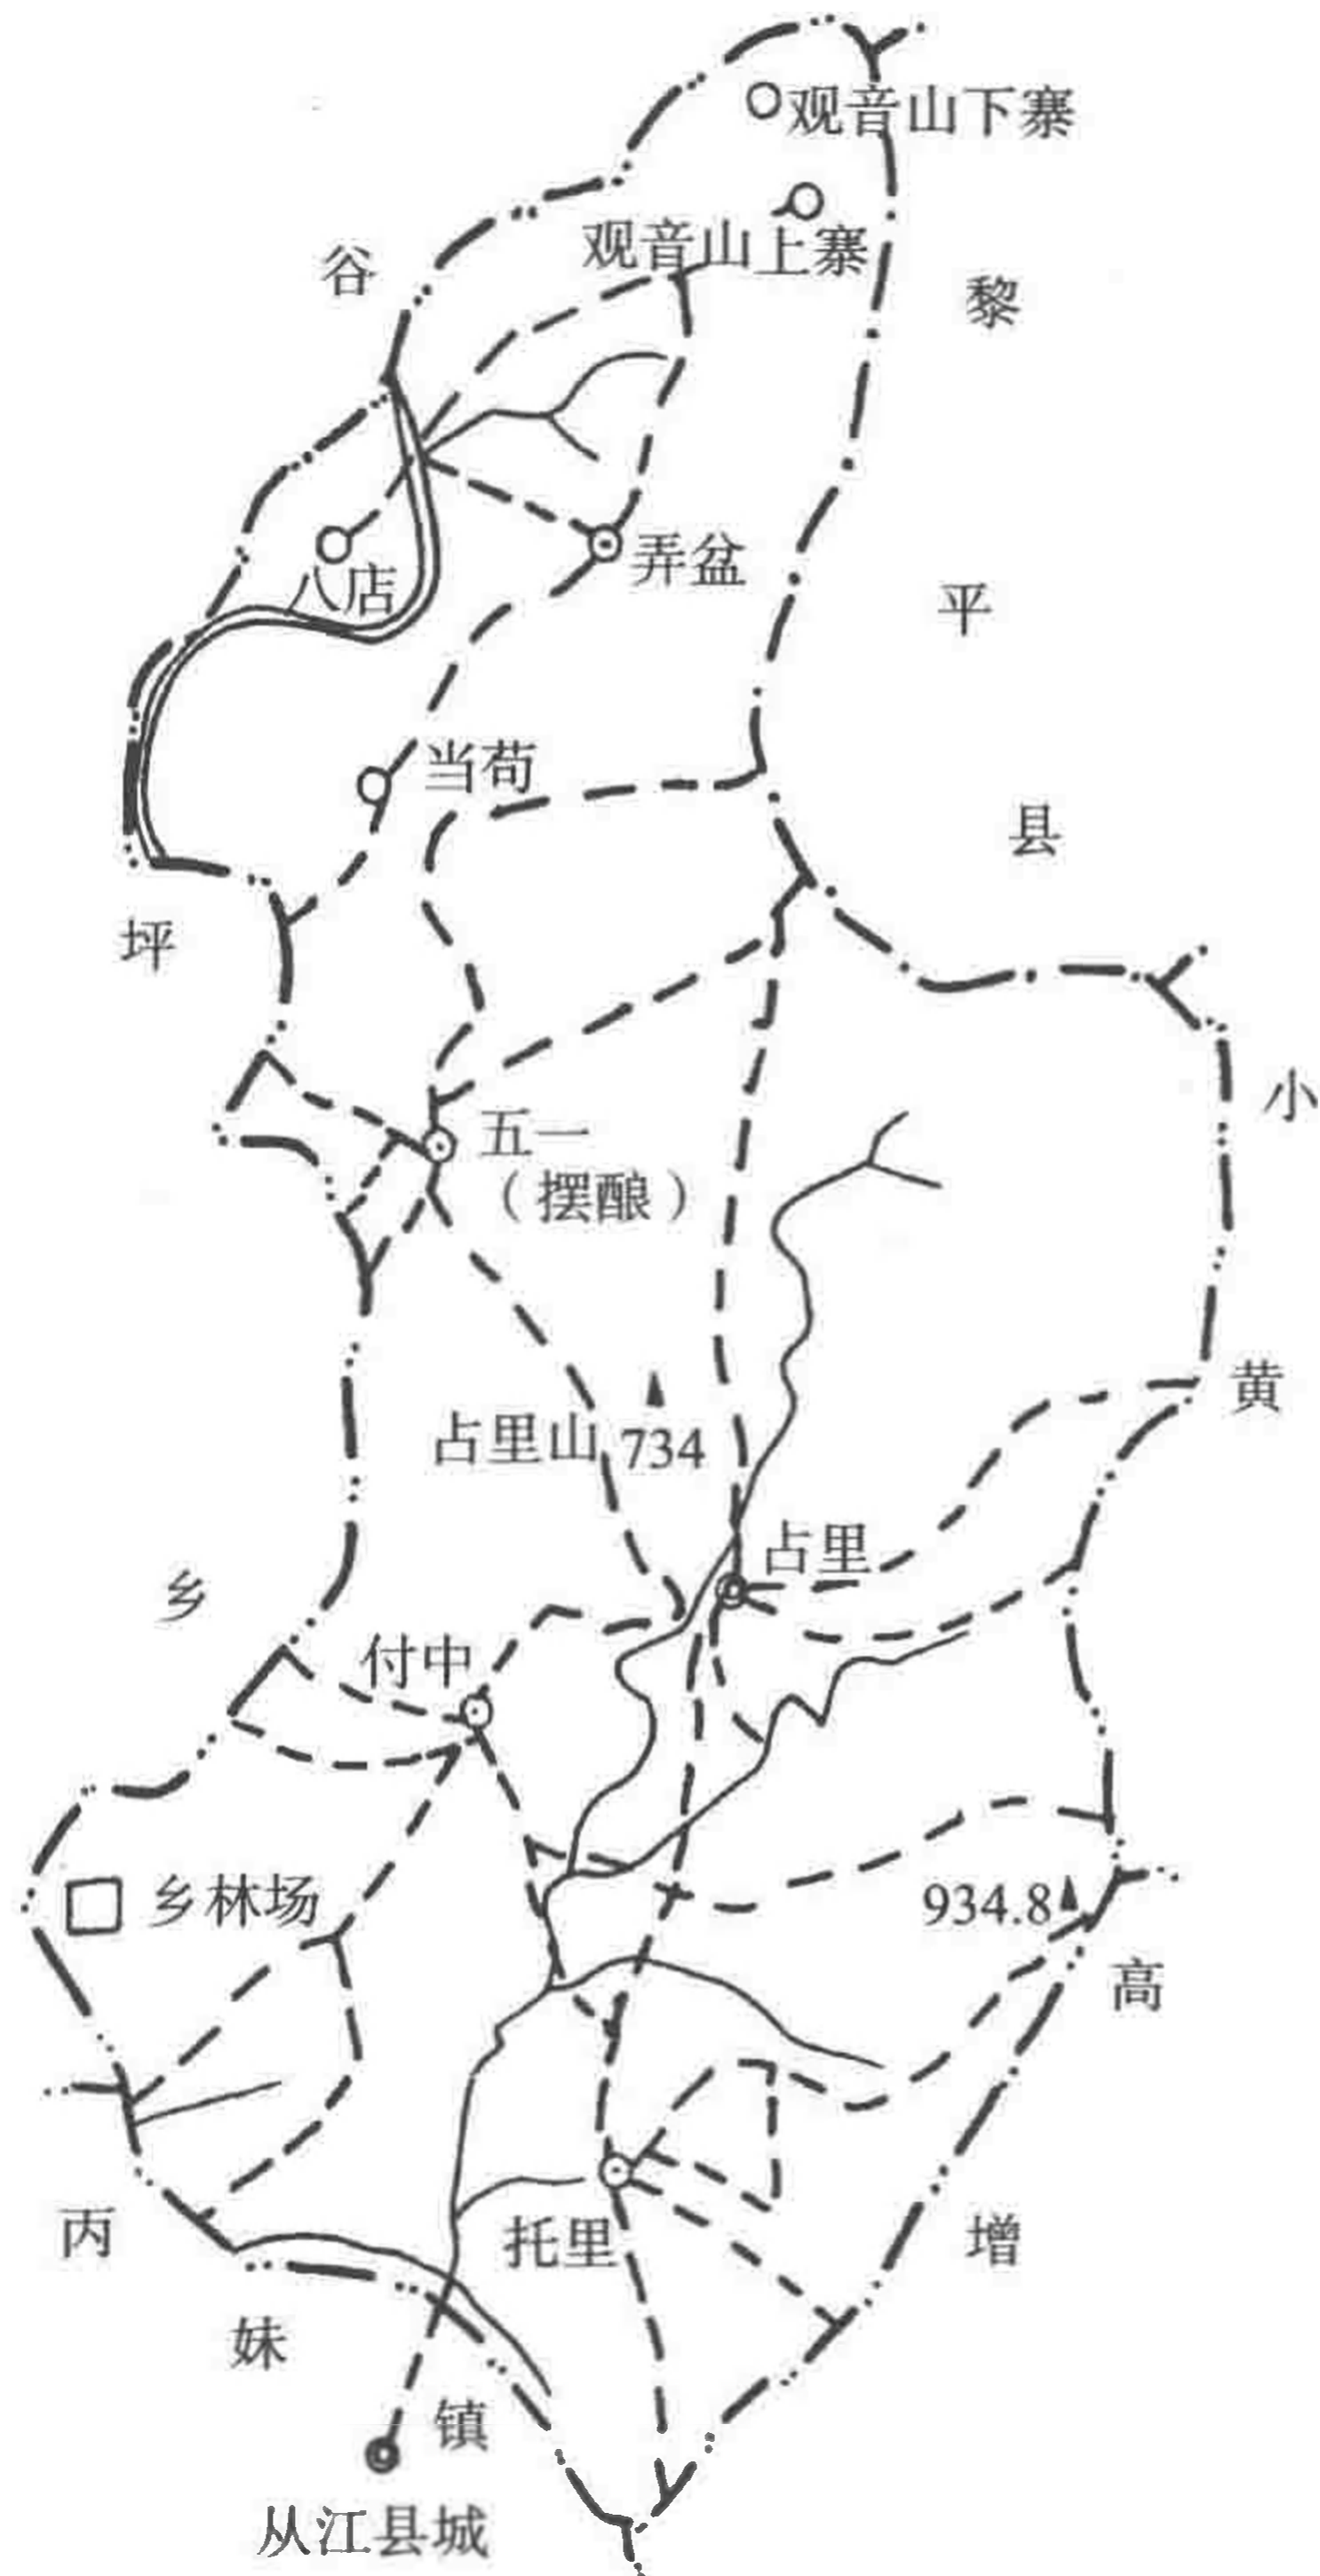 观音山下寨
观音山上寨
谷
黎
八店
弄盆
平
当苟
县
坪
小
五一
（摆酿）
黄
占里山 734
占里
乡
付中
乡林场
934.8
高
丙
托里
增
妹
镇
从江县城